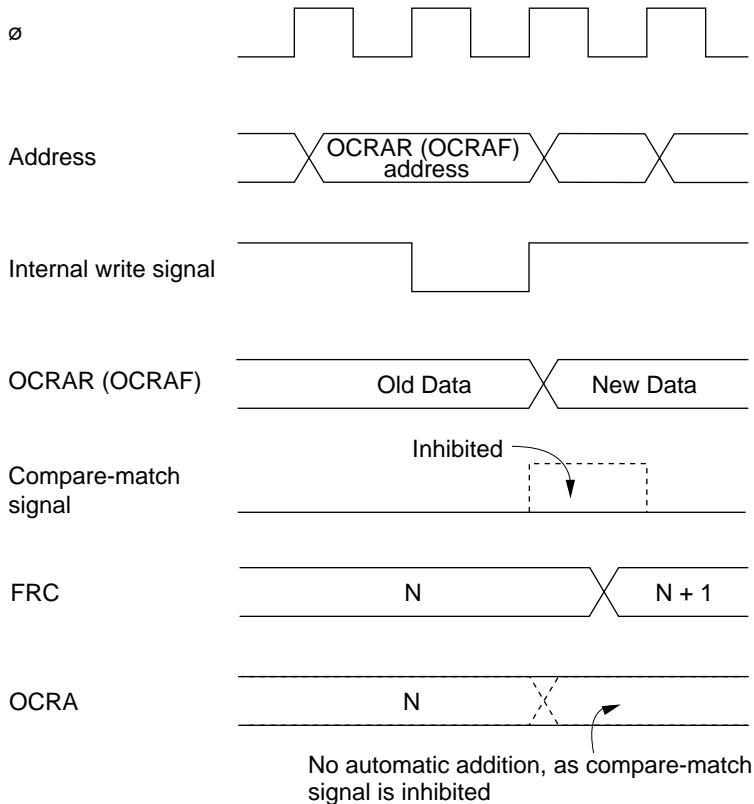 ø
Address
OCRAR (OCRAF)
address
Internal write signal
OCRAR (OCRAF)
Old Data
New Data
Inhibited
Compare-match
signal
FRC
N
N + 1
OCRA
N
No automatic addition, as compare-match
signal is inhibited